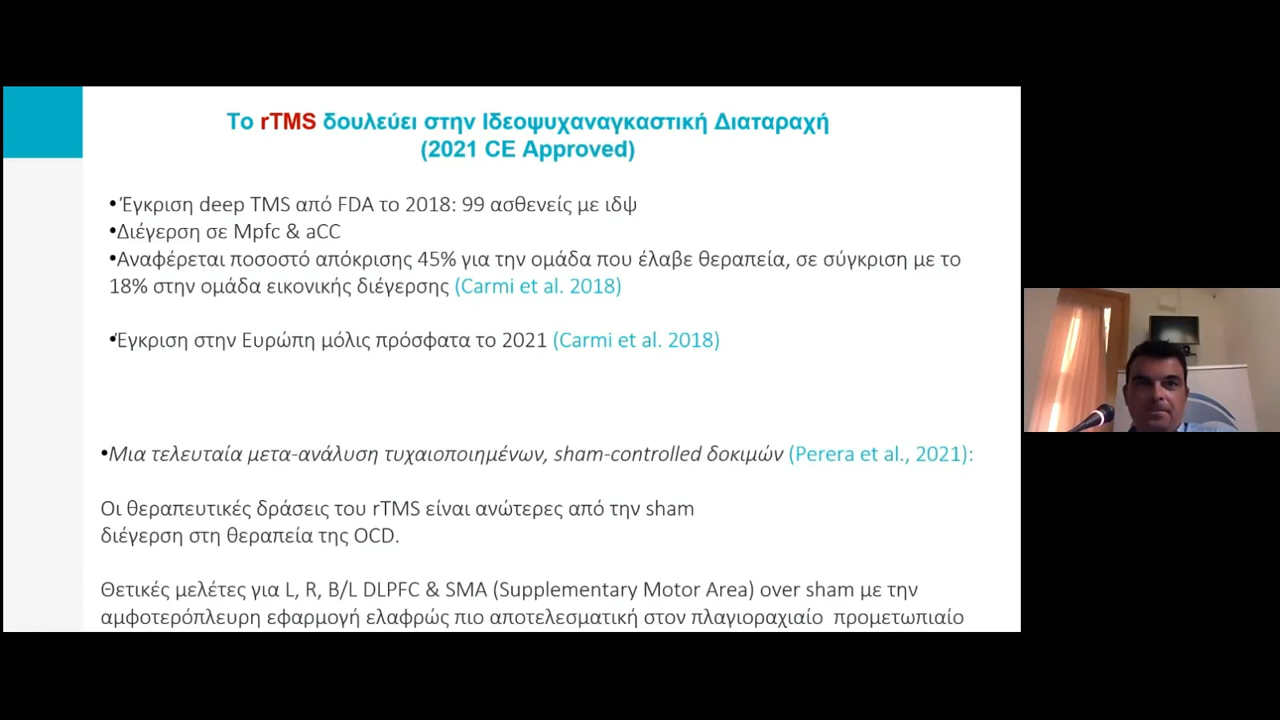 Το rTMS δουλεύει στην Ιδεοψυχαναγκαστική Διαταραχή
(2021 CE Approved)
•Έγκριση deep TMS από FDA το 2018: 99 ασθενείς με ιδψ
•Διέγερση σε Mpfc & aCC
•Αναφέρεται ποσοστό απόκρισης 45% για την ομάδα που έλαβε θεραπεία, σε σύγκριση με το
18% στην ομάδα εικονικής διέγερσης (Carmi et al. 2018)
•Έγκριση στην Ευρώπη μόλις πρόσφατα το 2021 (Carmi et al. 2018)
•Μια τελευταία μετα-ανάλυση τυχαιοποιημένων, sham-controlled δοκιμών (Perera et al., 2021):
Οι θεραπευτικές δράσεις του rTMS είναι ανώτερες από την sham
διέγερση στη θεραπεία της OCD.
Θετικές μελέτες για L, R, B/L DLPFC & SMA (Supplementary Motor Area) over sham με την
αμφοτερόπλευρη εφαρμογή ελαφρώς πιο αποτελεσματική στον πλαγιοραχιαίο προμετωπιαίο